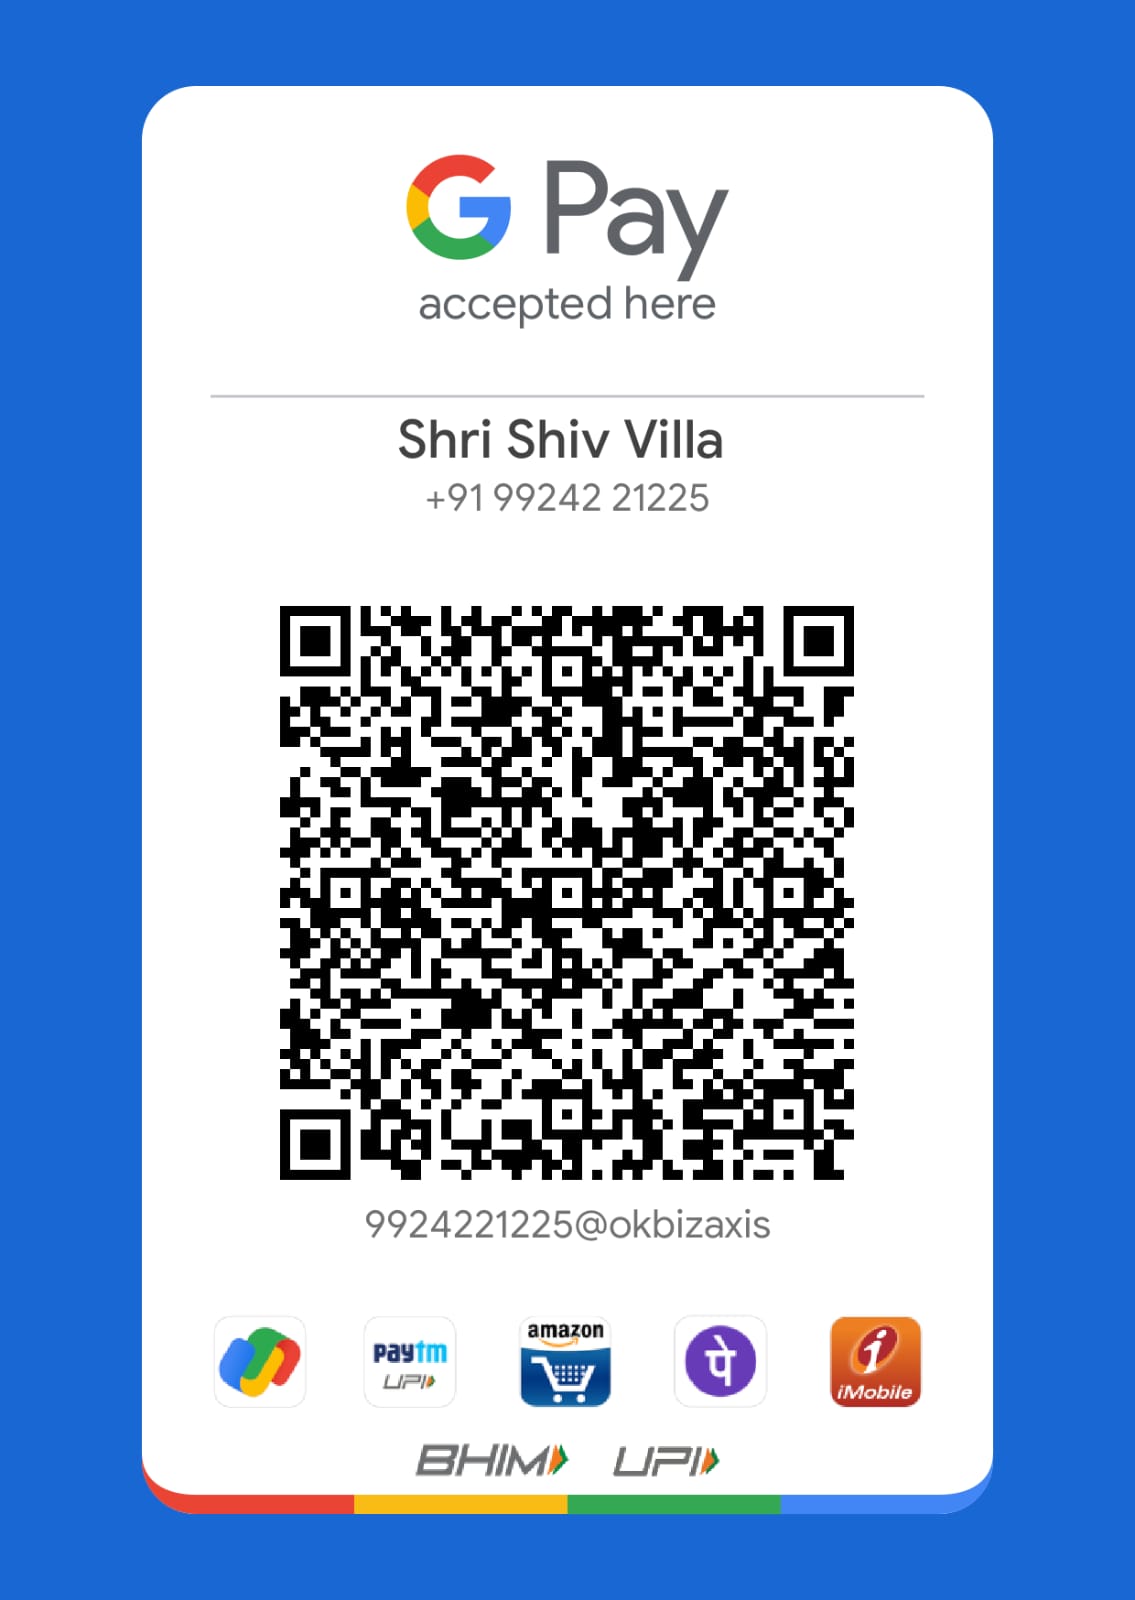 G Pay
accepted here
Shri Shiv Villa
+91 99242 21225
9924221225@okbizaxis
paytm
UPI
amazon
पे
i
iMobile
BHIM UPI